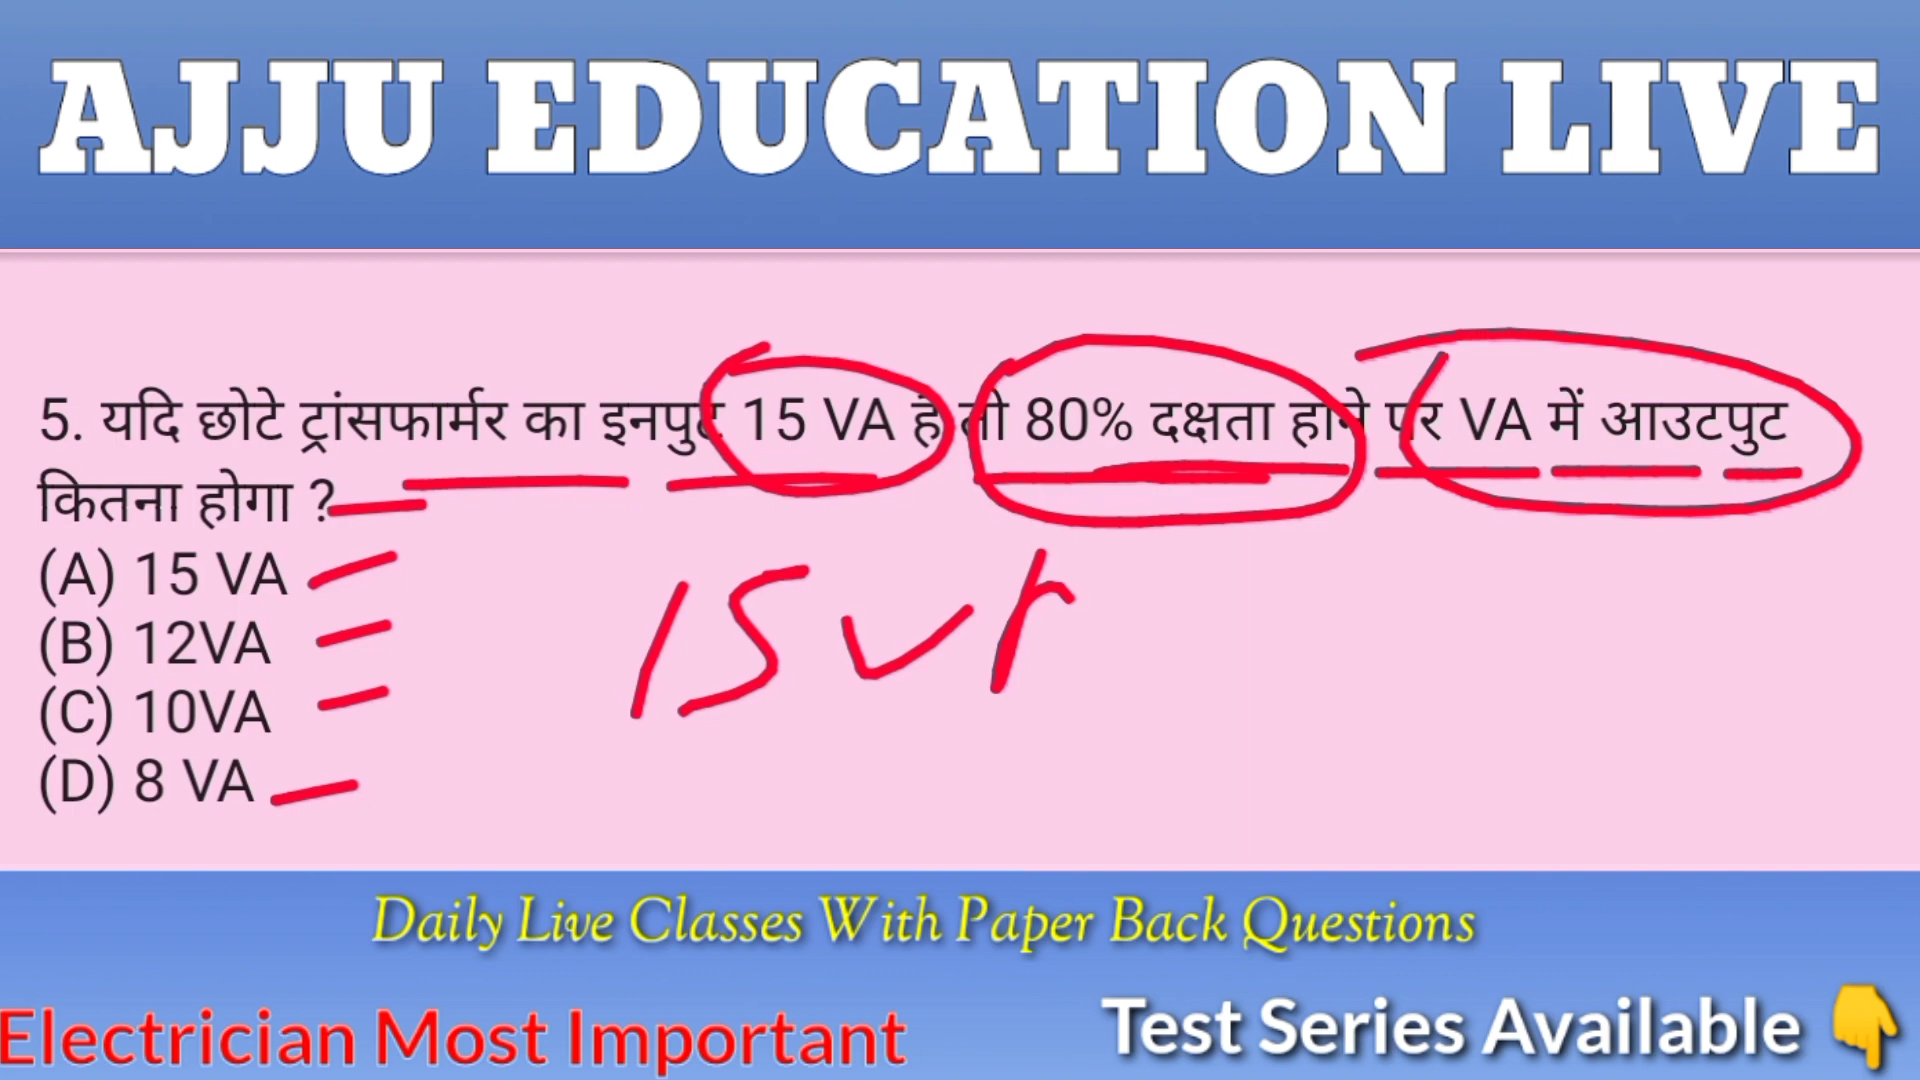 AJJU EDUCATION LIVE
5. यदि छोटे ट्रांसफार्मर का इनपुट 15 VA है तो 80% दक्षता होने पर VA में आउटपुट
कितना होगा ?
(A) 15 VA
(B) 12VA
(C) 10VA
(D) 8 VA
15 V
Daily Live Classes With Paper Back Questions
Electrician Most Important
Test Series Available